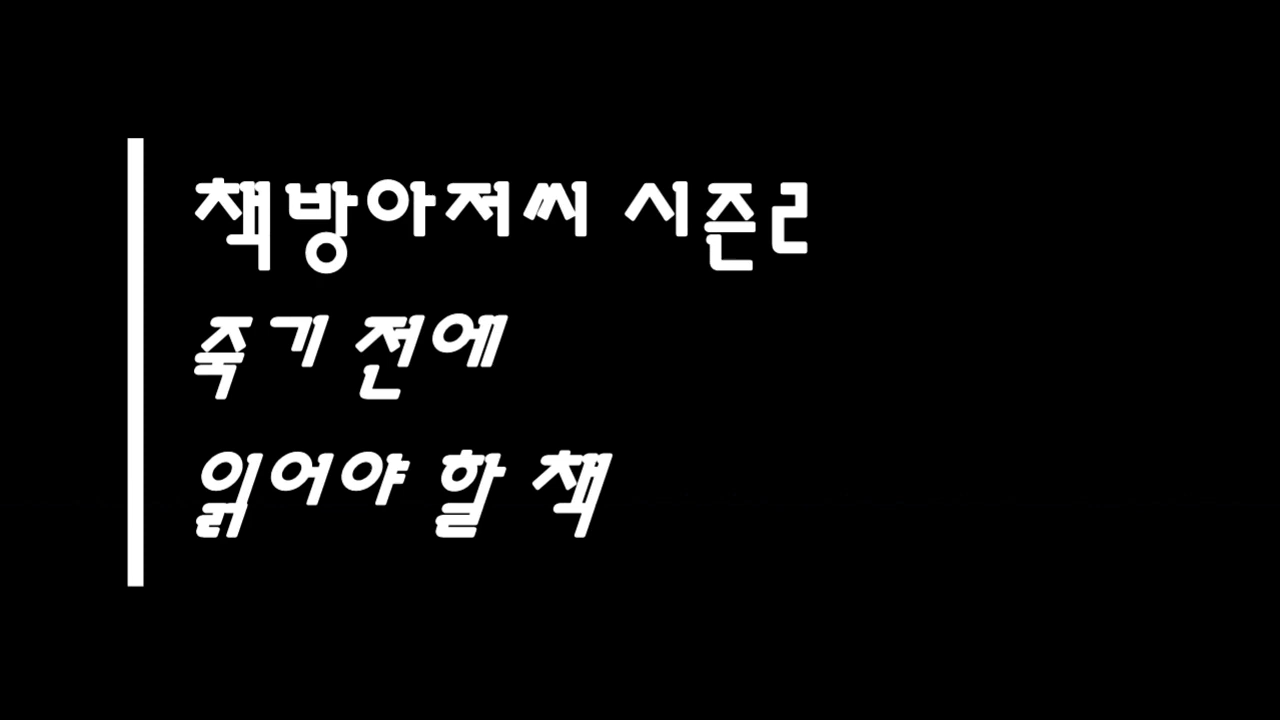 책방아저씨 시즌2
죽기 전에
읽어야 할 책